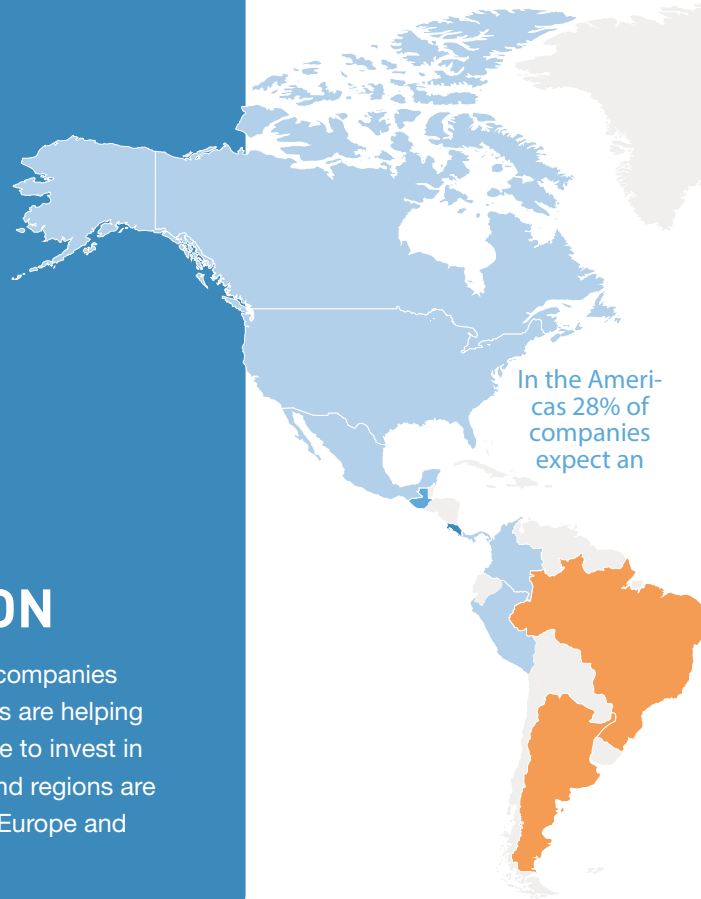 In the Ameri-
cas 28% of
companies
expect an
ON
companies
s are helping
e to invest in
nd regions are
Europe and